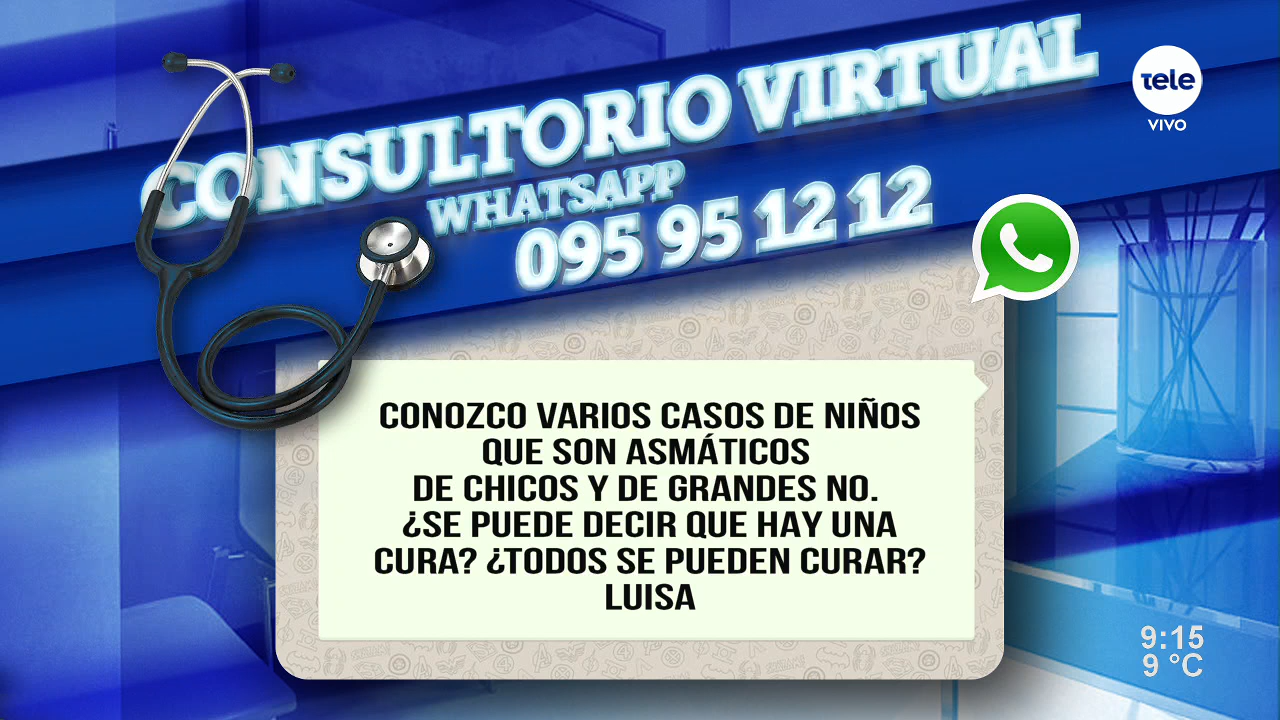 CONSULTORIO VIRTUAL
WHATSAPP
095 95 12 12
tele
VIVO
CONOZCO VARIOS CASOS DE NIÑOS
QUE SON ASMÁTICOS
DE CHICOS Y DE GRANDES NO.
¿SE PUEDE DECIR QUE HAY UNA
CURA? ¿TODOS SE PUEDEN CURAR?
LUISA
9:15
9 °C